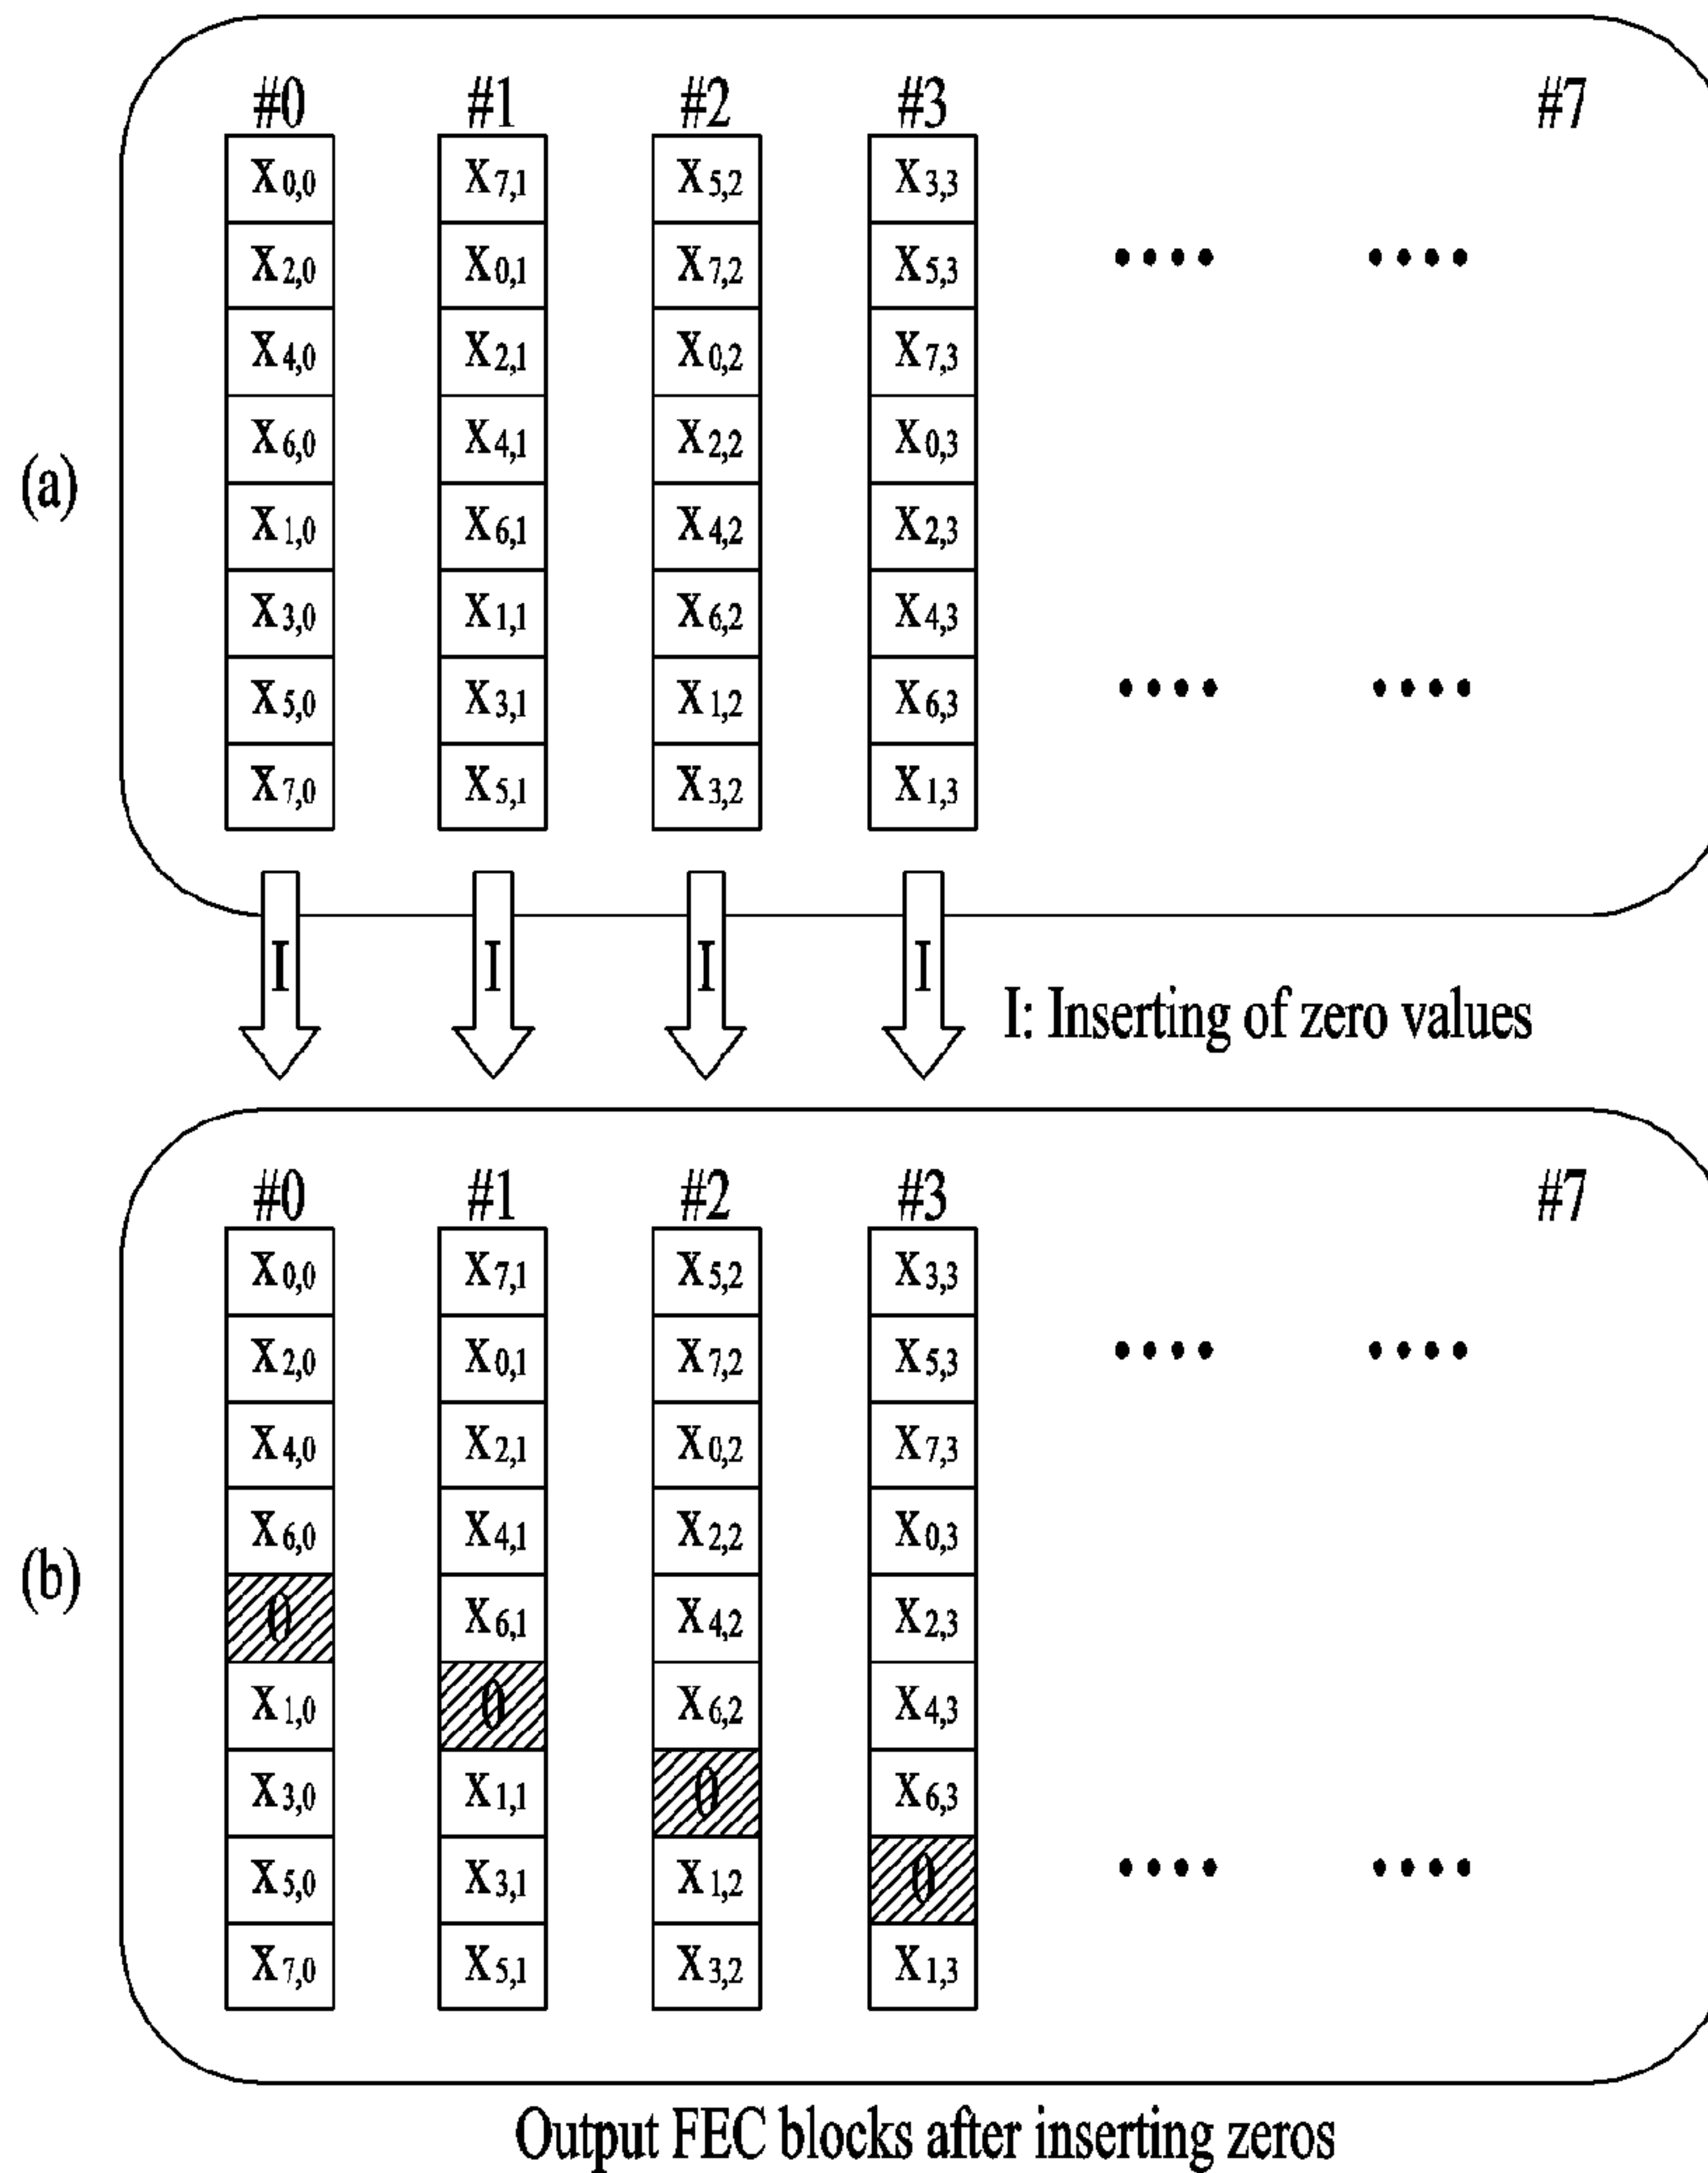 #0 #1 #2 #3 #7
X0,0 X7,1 X5,2 X3,3
X2,0 X0,1 X7,2 X5,3 •••• ••••
X4,0 X2,1 X0,2 X7,3
X6,0 X4,1 X2,2 X0,3
(a)
X1,0 X6,1 X4,2 X2,3
X3,0 X1,1 X6,2 X4,3
X5,0 X3,1 X1,2 X6,3 •••• ••••
X7,0 X5,1 X3,2 X1,3
I I I I
I: Inserting of zero values
#0 #1 #2 #3 #7
X0,0 X7,1 X5,2 X3,3
X2,0 X0,1 X7,2 X5,3 •••• ••••
X4,0 X2,1 X0,2 X7,3
X6,0 X4,1 X2,2 X0,3
(b)
0 X6,1 X4,2 X2,3
X1,0 0 X6,2 X4,3
X3,0 X1,1 0 X6,3
X5,0 X3,1 X1,2 0 •••• ••••
X7,0 X5,1 X3,2 X1,3
Output FEC blocks after inserting zeros